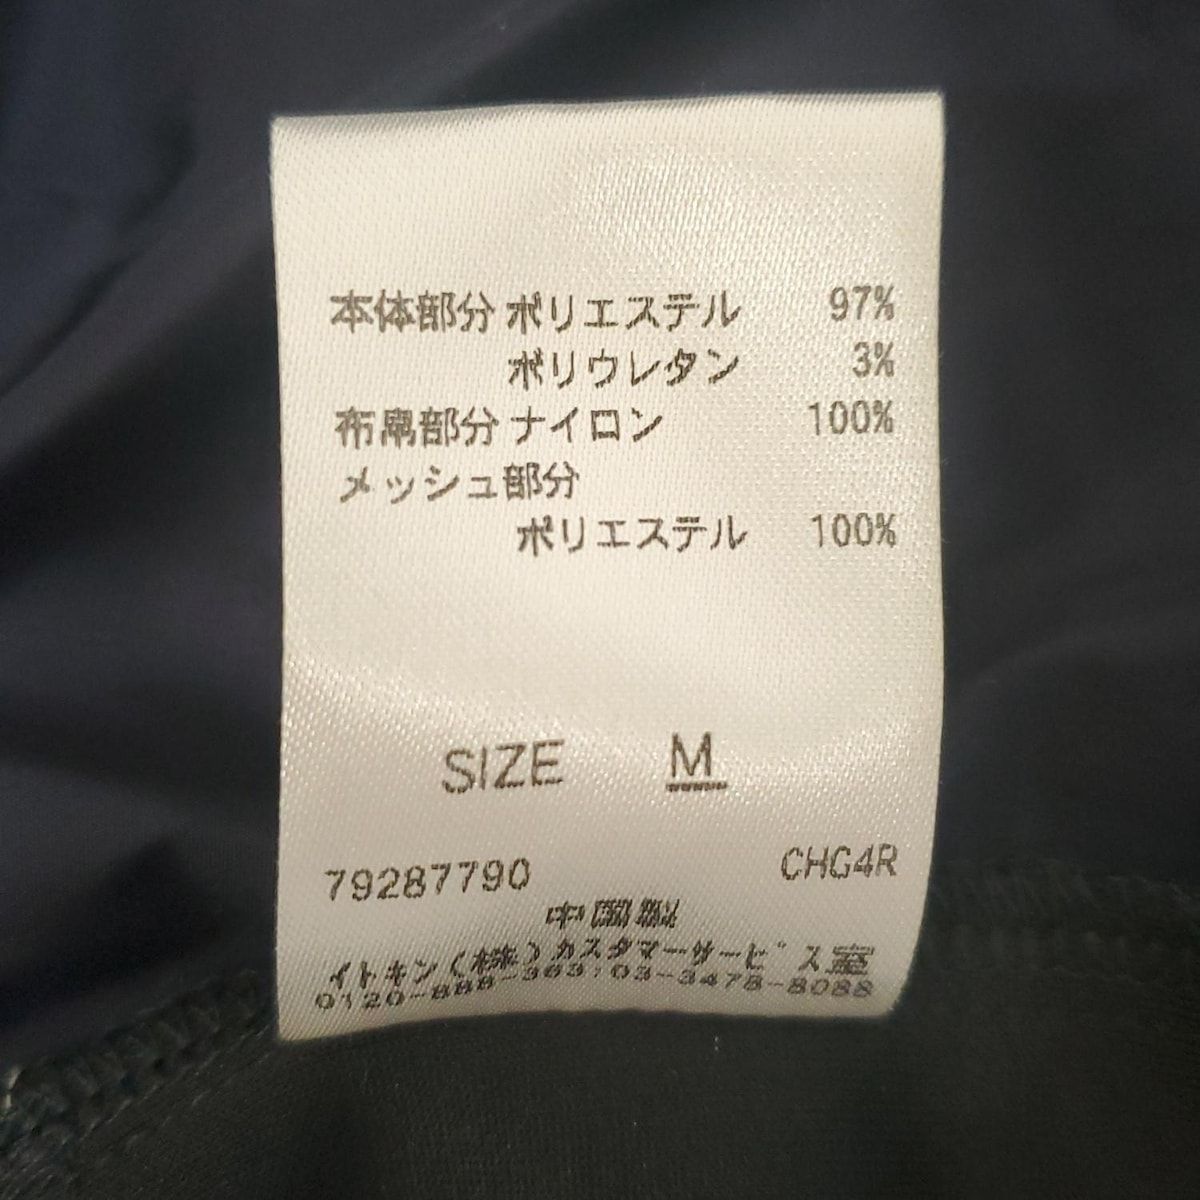 本体部分 ポリエステル 97%
ポリウレタン 3%
布帛部分 ナイロン 100%
メッシュ部分
ポリエステル 100%
SIZE M
79287790 CHG4R
中国製
イトキン(株)カスタマーサービス室
0120-888-363;03-3478-8088